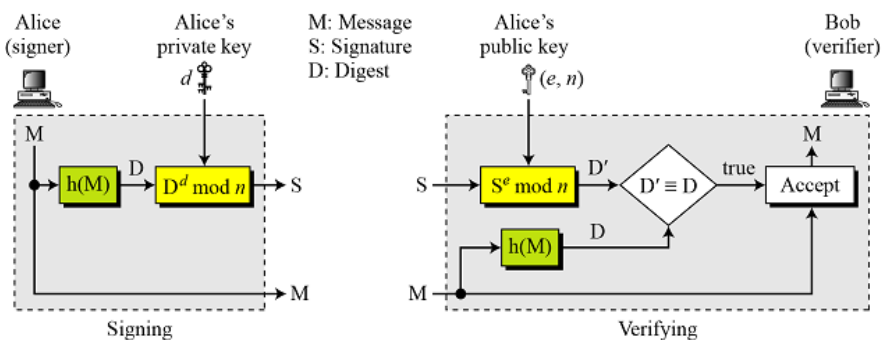 Alice
(signer)
Alice's
private key
d
M: Message
S: Signature
D: Digest
Alice's
public key
(e, n)
Bob
(verifier)
M
h(M)
D
D^d mod n
S
M
Signing
S
S^e mod n
D′
D′ ≡ D
true
Accept
M
h(M)
D
M
Verifying